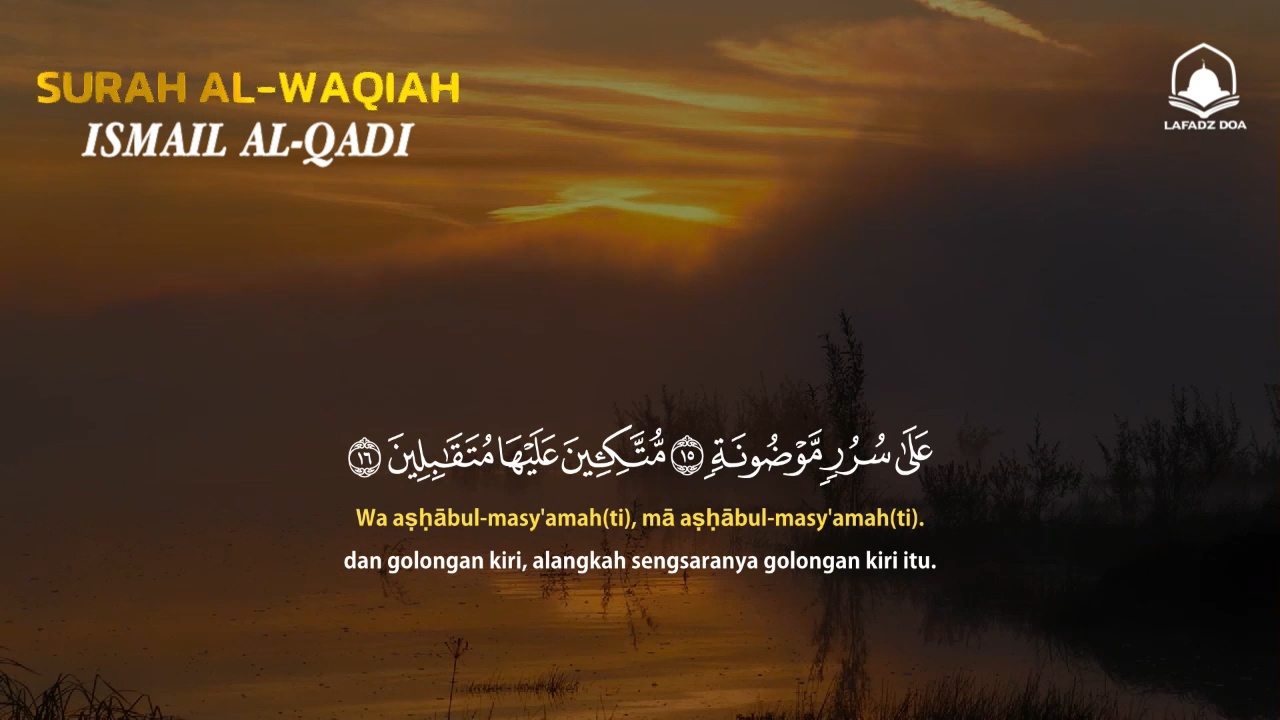 SURAH AL-WAQIAH
ISMAIL AL-QADI
LAFADZ DOA
عَلَىٰ سُرُرٍ مَّوْضُونَةٍ ١٥ مُّتَّكِـِٔينَ عَلَيْهَا مُتَقَـٰبِلِينَ ١٦
Wa aṣḥābul-masy'amah(ti), mā aṣḥābul-masy'amah(ti).
dan golongan kiri, alangkah sengsaranya golongan kiri itu.